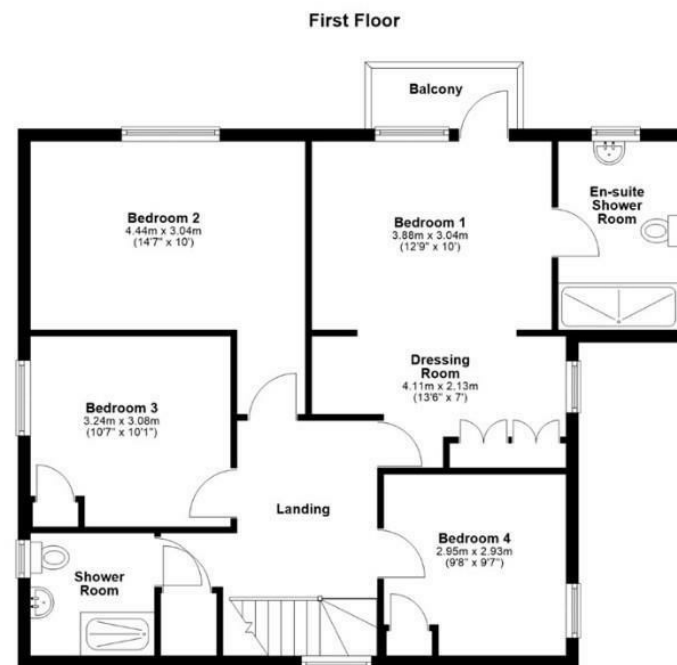 First Floor
Balcony
Bedroom 2
4.44m x 3.04m
(14'7" x 10')
Bedroom 1
3.88m x 3.04m
(12'9" x 10')
En-suite
Shower
Room
Dressing
Room
4.11m x 2.13m
(13'6" x 7')
Bedroom 3
3.24m x 3.08m
(10'7" x 10'1")
Landing
Bedroom 4
2.95m x 2.93m
(9'8" x 9'7")
Shower
Room